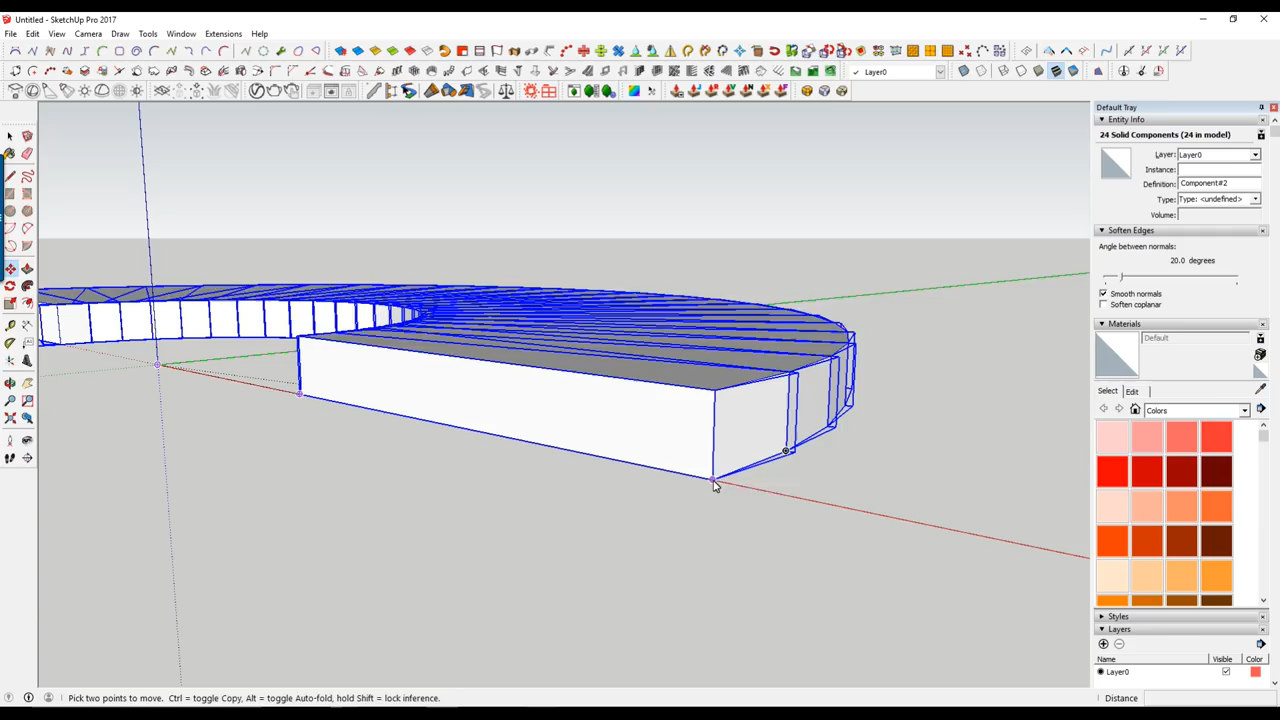 Untitled - SketchUp Pro 2017
File Edit View Camera Draw Tools Window Extensions Help
Layer0
Default Tray
Entity Info
24 Solid Components (24 in model)
Layer: Layer0
Instance:
Definition: Component#2
Type: Type: <undefined>
Volume:
Soften Edges
Angle between normals:
20.0 degrees
Smooth normals
Soften coplanar
Materials
Default
Select Edit
Colors
Styles
Layers
Name Visible Color
Layer0
Pick two points to move. Ctrl = toggle Copy, Alt = toggle Auto-fold, hold Shift = lock inference. Distance